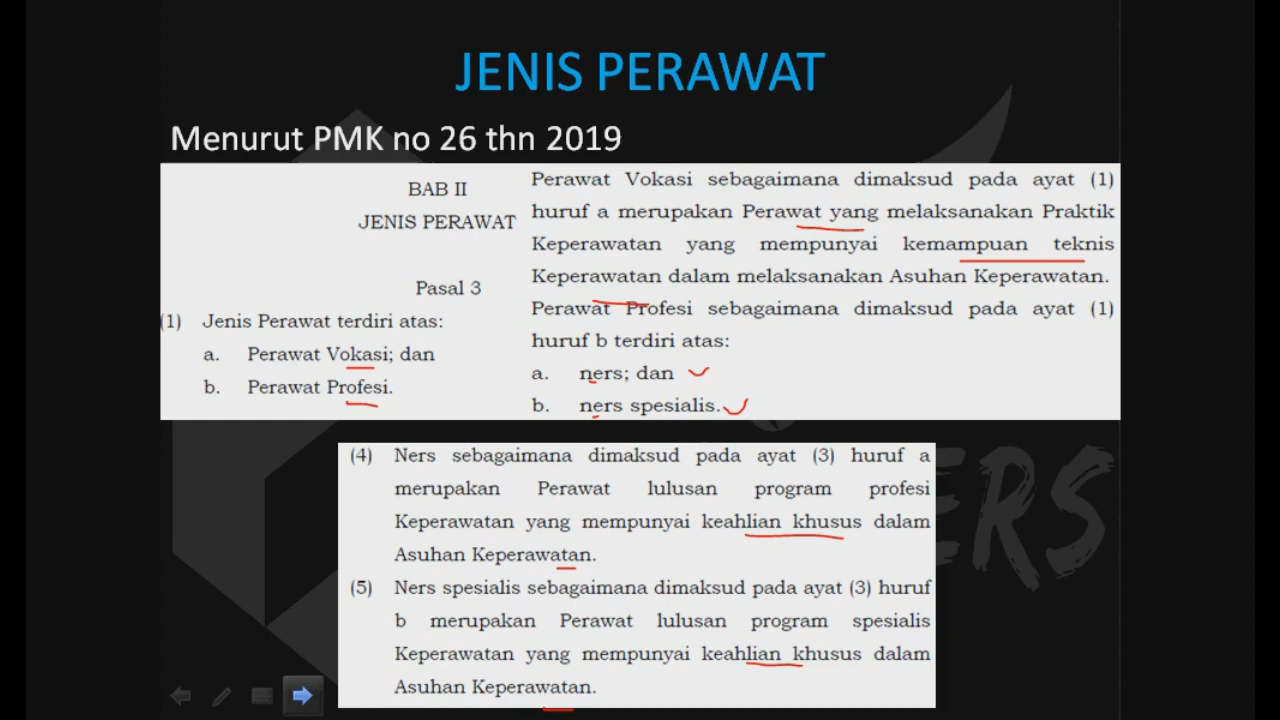 JENIS PERAWAT
Menurut PMK no 26 thn 2019
BAB II
JENIS PERAWAT
Pasal 3
(1) Jenis Perawat terdiri atas:
a. Perawat Vokasi; dan
b. Perawat Profesi.
Perawat Vokasi sebagaimana dimaksud pada ayat (1)
huruf a merupakan Perawat yang melaksanakan Praktik
Keperawatan yang mempunyai kemampuan teknis
Keperawatan dalam melaksanakan Asuhan Keperawatan.
Perawat Profesi sebagaimana dimaksud pada ayat (1)
huruf b terdiri atas:
a. ners; dan
b. ners spesialis.
(4) Ners sebagaimana dimaksud pada ayat (3) huruf a
merupakan Perawat lulusan program profesi
Keperawatan yang mempunyai keahlian khusus dalam
Asuhan Keperawatan.
(5) Ners spesialis sebagaimana dimaksud pada ayat (3) huruf
b merupakan Perawat lulusan program spesialis
Keperawatan yang mempunyai keahlian khusus dalam
Asuhan Keperawatan.